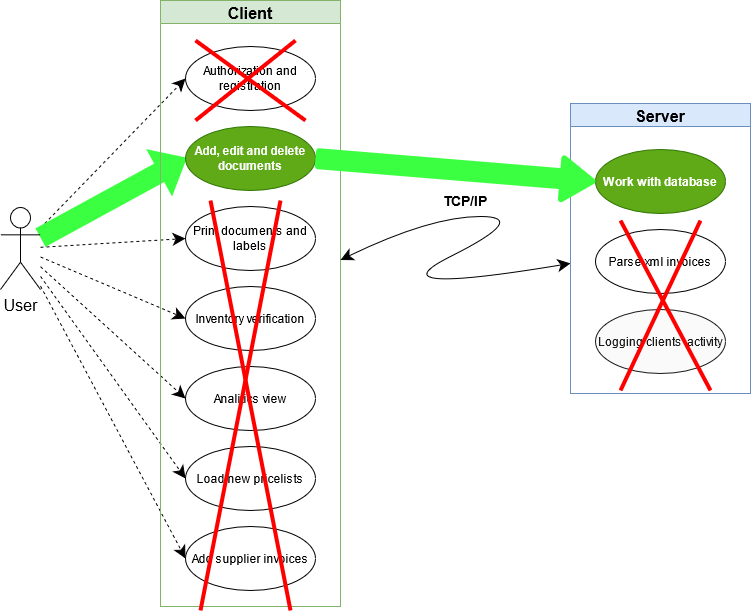 Client
Authorization and
registration
Add, edit and delete
documents
Print documents and
labels
Inventory verification
Analitics view
Load new pricelists
Add supplier invoices
User
TCP/IP
Server
Work with database
Parse xml invoices
Logging clients activity